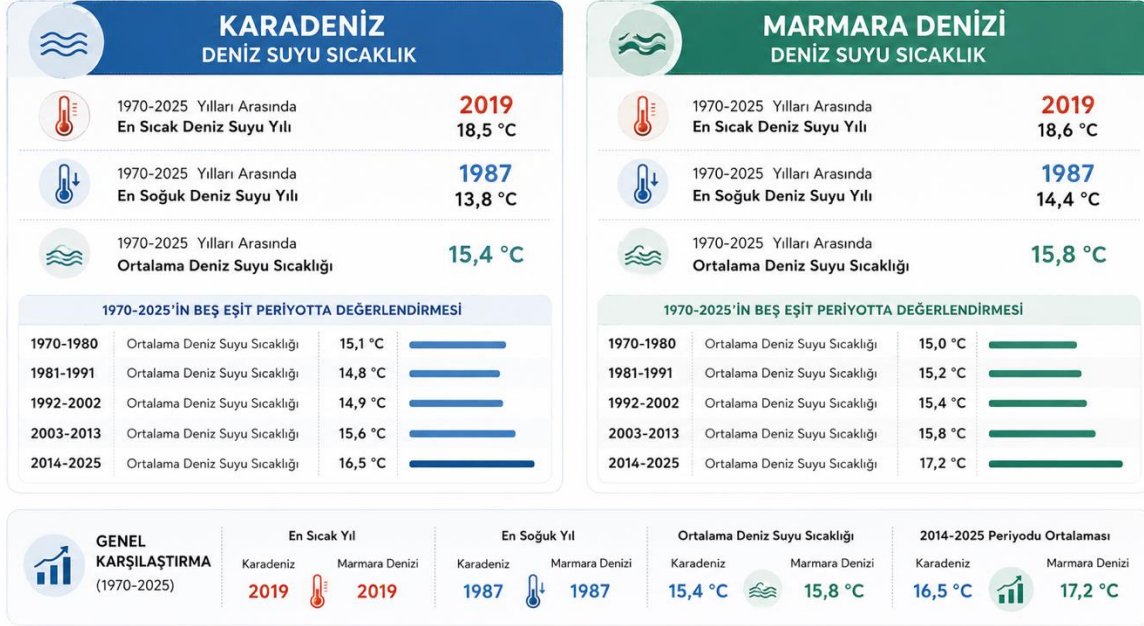 KARADENİZ
DENİZ SUYU SICAKLIK
1970-2025 Yılları Arasında
En Sıcak Deniz Suyu Yılı
2019
18,5 °C
1970-2025 Yılları Arasında
En Soğuk Deniz Suyu Yılı
1987
13,8 °C
1970-2025 Yılları Arasında
Ortalama Deniz Suyu Sıcaklığı
15,4 °C
1970-2025'İN BEŞ EŞİT PERİYOTTA DEĞERLENDİRMESİ
1970-1980 Ortalama Deniz Suyu Sıcaklığı 15,1 °C
1981-1991 Ortalama Deniz Suyu Sıcaklığı 14,8 °C
1992-2002 Ortalama Deniz Suyu Sıcaklığı 14,9 °C
2003-2013 Ortalama Deniz Suyu Sıcaklığı 15,6 °C
2014-2025 Ortalama Deniz Suyu Sıcaklığı 16,5 °C
MARMARA DENİZİ
DENİZ SUYU SICAKLIK
1970-2025 Yılları Arasında
En Sıcak Deniz Suyu Yılı
2019
18,6 °C
1970-2025 Yılları Arasında
En Soğuk Deniz Suyu Yılı
1987
14,4 °C
1970-2025 Yılları Arasında
Ortalama Deniz Suyu Sıcaklığı
15,8 °C
1970-2025'İN BEŞ EŞİT PERİYOTTA DEĞERLENDİRMESİ
1970-1980 Ortalama Deniz Suyu Sıcaklığı 15,0 °C
1981-1991 Ortalama Deniz Suyu Sıcaklığı 15,2 °C
1992-2002 Ortalama Deniz Suyu Sıcaklığı 15,4 °C
2003-2013 Ortalama Deniz Suyu Sıcaklığı 15,8 °C
2014-2025 Ortalama Deniz Suyu Sıcaklığı 17,2 °C
GENEL
KARŞILAŞTIRMA
(1970-2025)
En Sıcak Yıl
Karadeniz Marmara Denizi
2019 2019
En Soğuk Yıl
Karadeniz Marmara Denizi
1987 1987
Ortalama Deniz Suyu Sıcaklığı
Karadeniz Marmara Denizi
15,4 °C 15,8 °C
2014-2025 Periyodu Ortalaması
Karadeniz Marmara Denizi
16,5 °C 17,2 °C